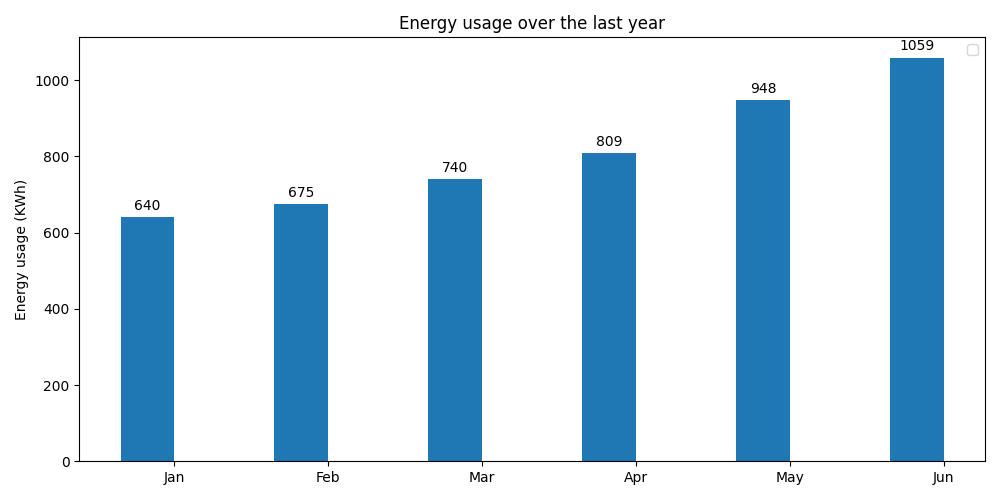 Energy usage over the last year
Energy usage (KWh)
1000
800
600
400
200
0
640
675
740
809
948
1059
Jan
Feb
Mar
Apr
May
Jun